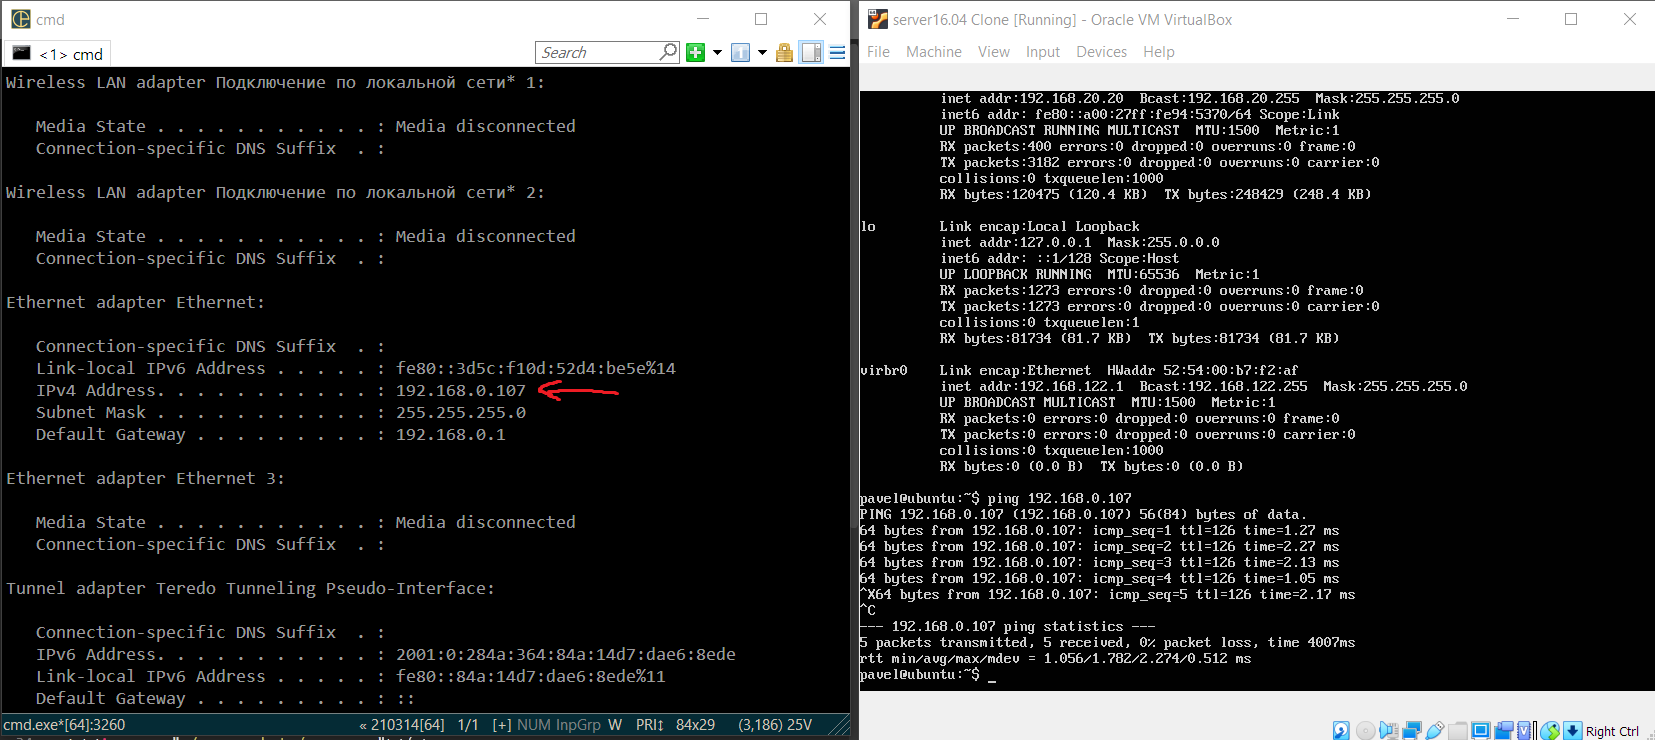 cmd
<1> cmd
Search
Wireless LAN adapter Подключение по локальной сети* 1:
Media State . . . . . . . . . . . : Media disconnected
Connection-specific DNS Suffix  . :
Wireless LAN adapter Подключение по локальной сети* 2:
Media State . . . . . . . . . . . : Media disconnected
Connection-specific DNS Suffix  . :
Ethernet adapter Ethernet:
Connection-specific DNS Suffix  . :
Link-local IPv6 Address . . . . . : fe80::3d5c:f10d:52d4:be5e%14
IPv4 Address. . . . . . . . . . . : 192.168.0.107
Subnet Mask . . . . . . . . . . . : 255.255.255.0
Default Gateway . . . . . . . . . : 192.168.0.1
Ethernet adapter Ethernet 3:
Media State . . . . . . . . . . . : Media disconnected
Connection-specific DNS Suffix  . :
Tunnel adapter Teredo Tunneling Pseudo-Interface:
Connection-specific DNS Suffix  . :
IPv6 Address. . . . . . . . . . . : 2001:0:284a:364:84a:14d7:dae6:8ede
Link-local IPv6 Address . . . . . : fe80::84a:14d7:dae6:8ede%11
Default Gateway . . . . . . . . . : ::
cmd.exe*[64]:3260 « 210314[64] 1/1 [+] NUM InpGrp W PRI↕ 84x29 (3,186) 25V
server16.04 Clone [Running] - Oracle VM VirtualBox
File Machine View Input Devices Help
inet addr:192.168.20.20  Bcast:192.168.20.255  Mask:255.255.255.0
inet6 addr: fe80::a00:27ff:fe94:5370/64 Scope:Link
UP BROADCAST RUNNING MULTICAST  MTU:1500  Metric:1
RX packets:400 errors:0 dropped:0 overruns:0 frame:0
TX packets:3182 errors:0 dropped:0 overruns:0 carrier:0
collisions:0 txqueuelen:1000
RX bytes:120475 (120.4 KB)  TX bytes:248429 (248.4 KB)
lo        Link encap:Local Loopback
inet addr:127.0.0.1  Mask:255.0.0.0
inet6 addr: ::1/128 Scope:Host
UP LOOPBACK RUNNING  MTU:65536  Metric:1
RX packets:1273 errors:0 dropped:0 overruns:0 frame:0
TX packets:1273 errors:0 dropped:0 overruns:0 carrier:0
collisions:0 txqueuelen:1
RX bytes:81734 (81.7 KB)  TX bytes:81734 (81.7 KB)
virbr0    Link encap:Ethernet  HWaddr 52:54:00:b7:f2:af
inet addr:192.168.122.1  Bcast:192.168.122.255  Mask:255.255.255.0
UP BROADCAST MULTICAST  MTU:1500  Metric:1
RX packets:0 errors:0 dropped:0 overruns:0 frame:0
TX packets:0 errors:0 dropped:0 overruns:0 carrier:0
collisions:0 txqueuelen:1000
RX bytes:0 (0.0 B)  TX bytes:0 (0.0 B)
pavel@ubuntu:~$ ping 192.168.0.107
PING 192.168.0.107 (192.168.0.107) 56(84) bytes of data.
64 bytes from 192.168.0.107: icmp_seq=1 ttl=126 time=1.27 ms
64 bytes from 192.168.0.107: icmp_seq=2 ttl=126 time=2.27 ms
64 bytes from 192.168.0.107: icmp_seq=3 ttl=126 time=2.13 ms
64 bytes from 192.168.0.107: icmp_seq=4 ttl=126 time=1.05 ms
^X64 bytes from 192.168.0.107: icmp_seq=5 ttl=126 time=2.17 ms
^C
--- 192.168.0.107 ping statistics ---
5 packets transmitted, 5 received, 0% packet loss, time 4007ms
rtt min/avg/max/mdev = 1.056/1.782/2.274/0.512 ms
pavel@ubuntu:~$ _
Right Ctrl